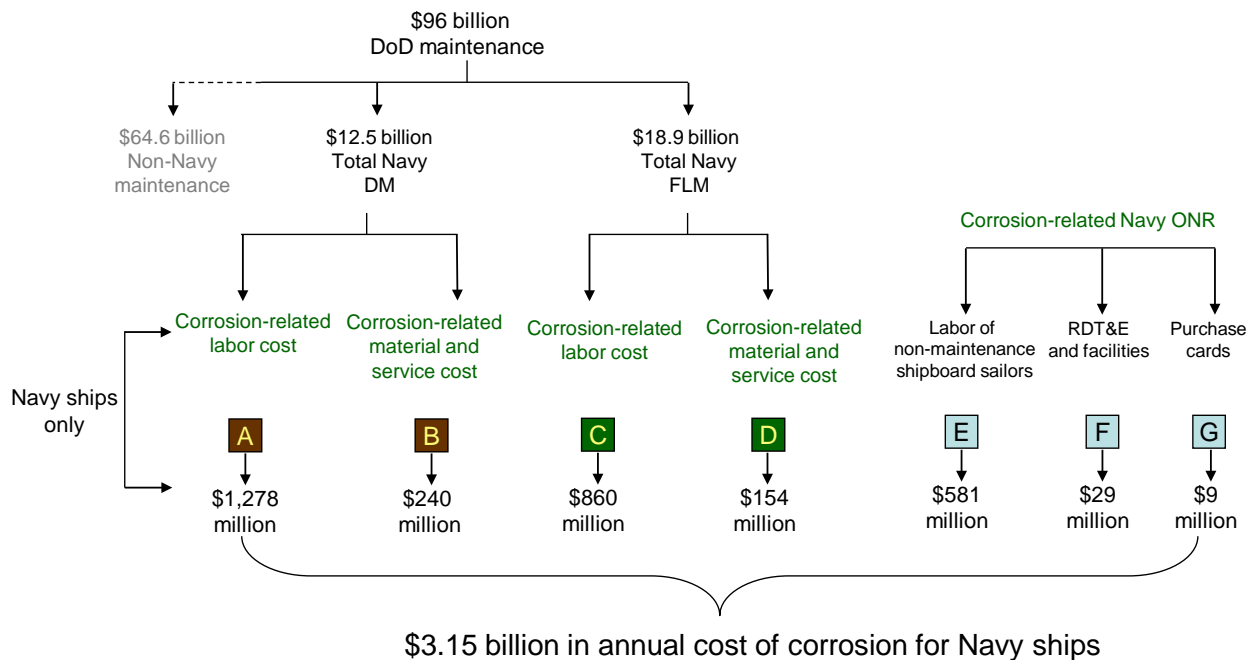 $96 billion
DoD maintenance
$64.6 billion
Non-Navy
maintenance
$12.5 billion
Total Navy
DM
$18.9 billion
Total Navy
FLM
Corrosion-related Navy ONR
Corrosion-related
labor cost
Corrosion-related
material and
service cost
Corrosion-related
labor cost
Corrosion-related
material and
service cost
Labor of
non-maintenance
shipboard sailors
RDT&E
and facilities
Purchase
cards
Navy ships
only
A
B
C
D
E
F
G
$1,278
million
$240
million
$860
million
$154
million
$581
million
$29
million
$9
million
$3.15 billion in annual cost of corrosion for Navy ships